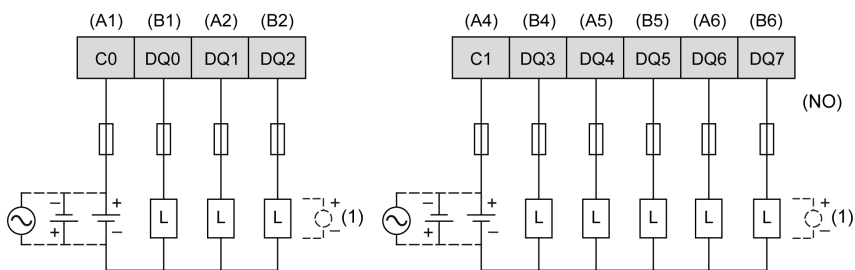 (A1) (B1) (A2) (B2) (A4) (B4) (A5) (B5) (A6) (B6)
C0 DQ0 DQ1 DQ2 C1 DQ3 DQ4 DQ5 DQ6 DQ7
(NO)
− + L L L + (1) − + L L L L L + (1)
+ − − + − −